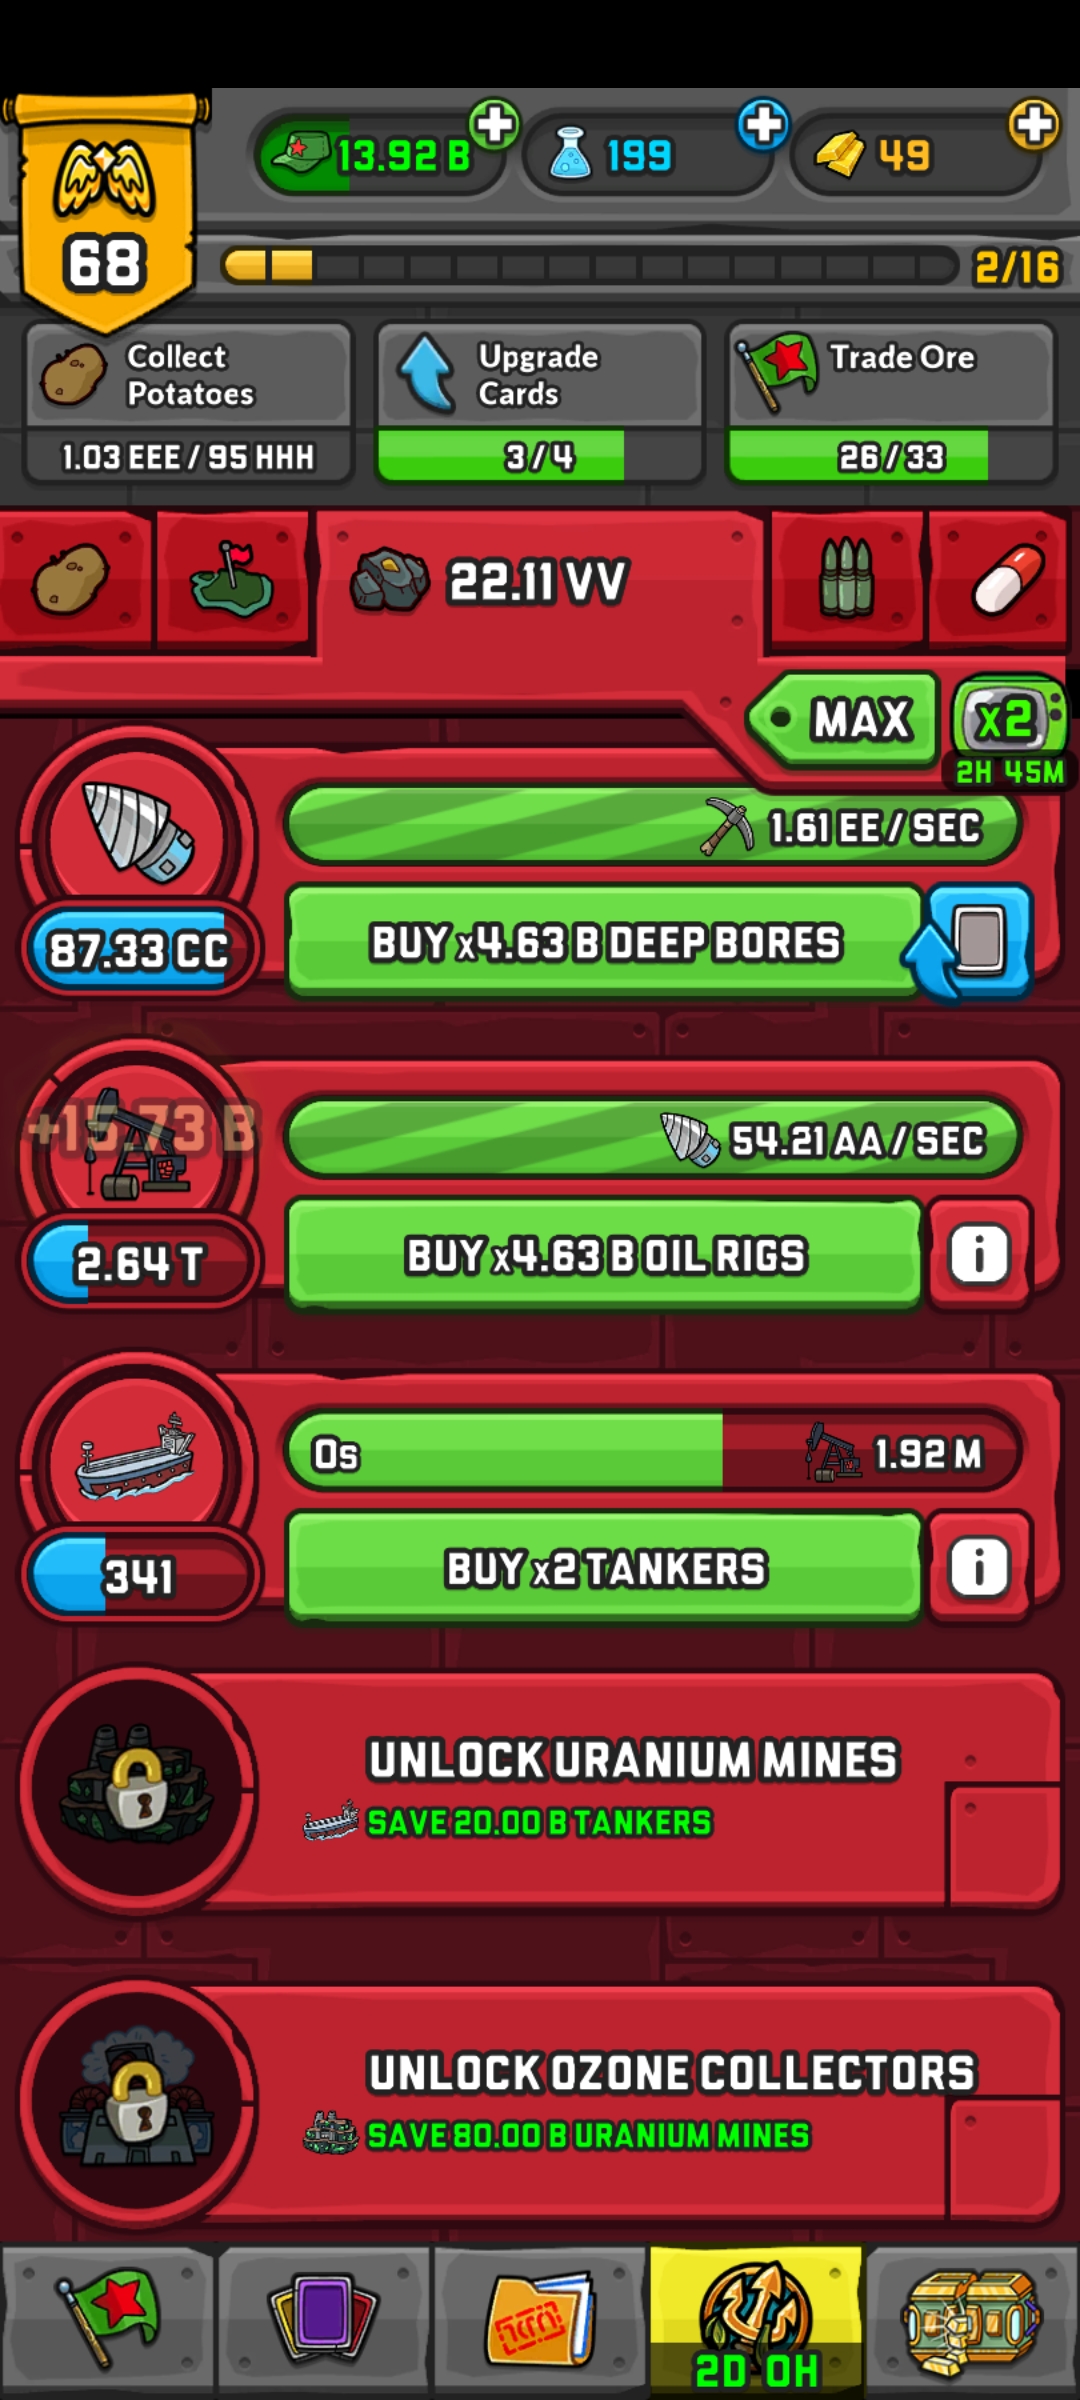 13.92 B
199
49
68
2/16
Collect
Potatoes
1.03 EEE / 95 HHH
Upgrade
Cards
3/4
Trade Ore
26/33
22.11 VV
MAX
x2
2H 45M
1.61 EE / SEC
87.33 CC
BUY x4.63 B DEEP BORES
+15.73 B
54.21 AA / SEC
2.64 T
BUY x4.63 B OIL RIGS
i
0s
1.92 M
341
BUY x2 TANKERS
i
UNLOCK URANIUM MINES
SAVE 20.00 B TANKERS
UNLOCK OZONE COLLECTORS
SAVE 80.00 B URANIUM MINES
2D 0H